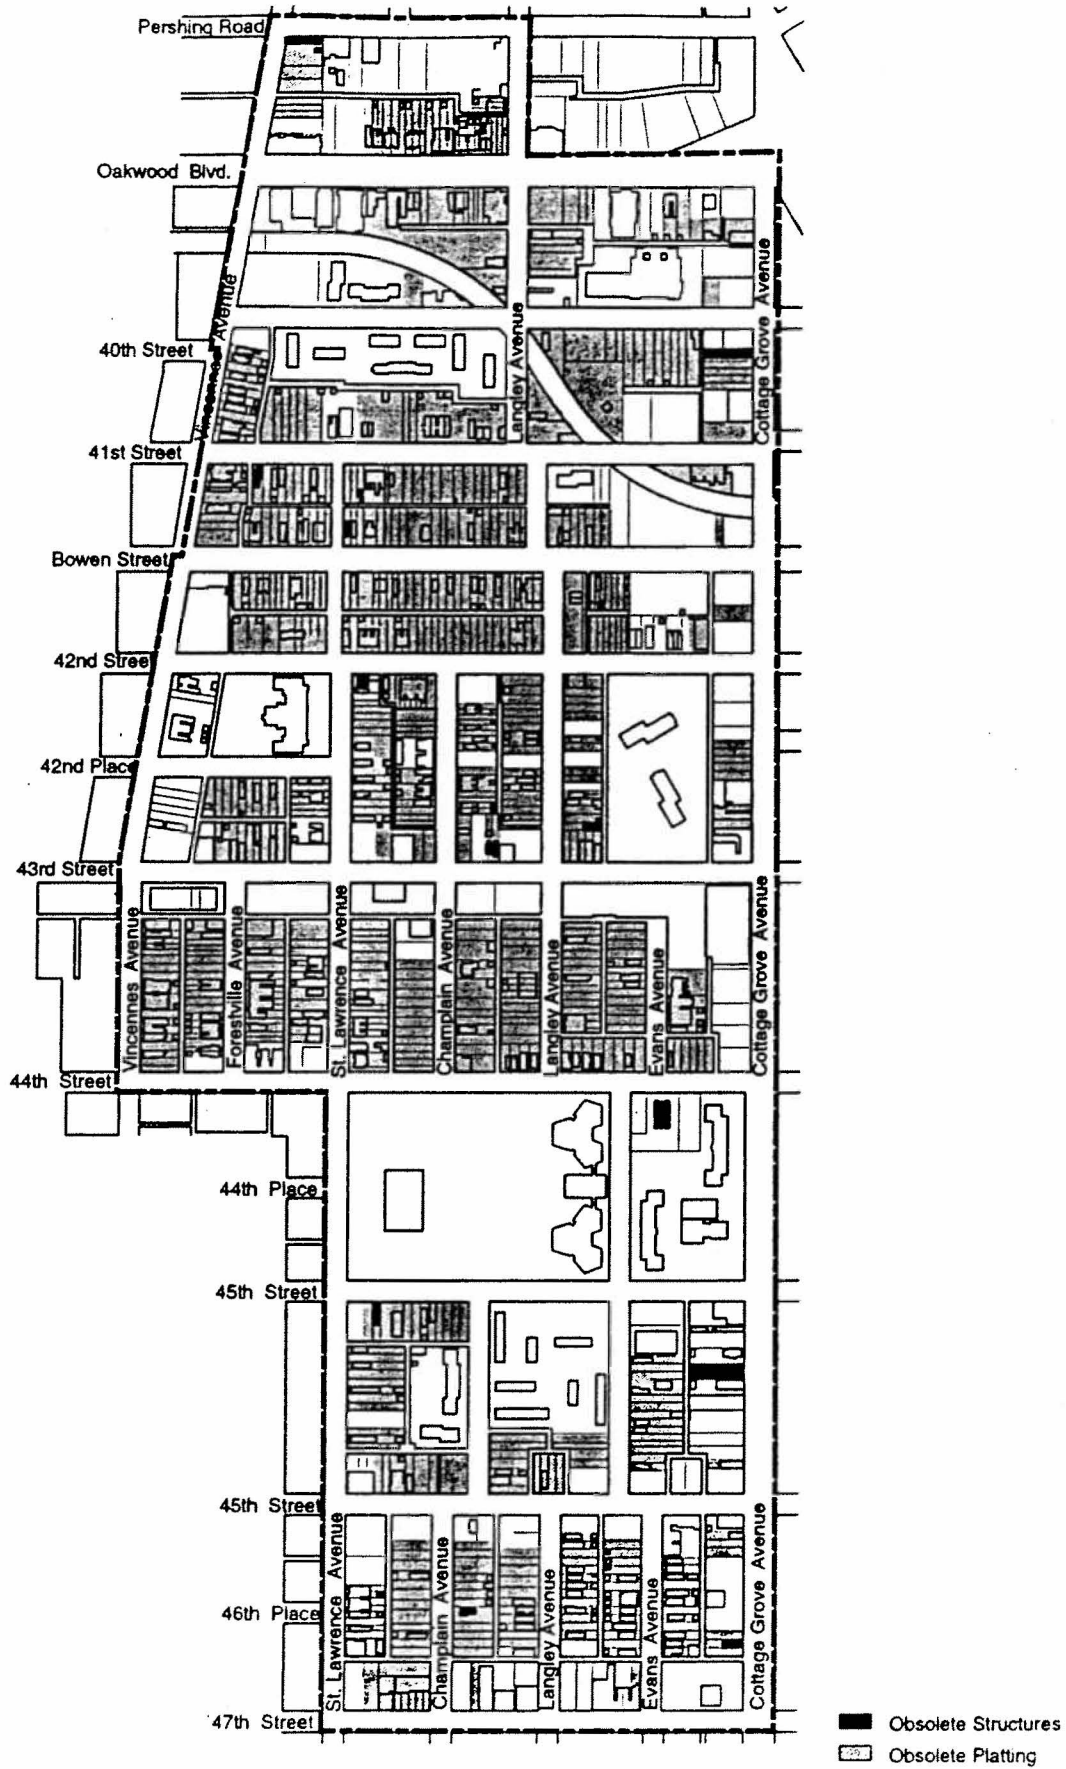 Pershing Road
Oakwood Blvd.
Vincennes Avenue
40th Street
Langley Avenue
Cottage Grove Avenue
41st Street
Bowen Street
42nd Street
42nd Place
43rd Street
Vincennes Avenue
Forestville Avenue
St. Lawrence Avenue
Champlain Avenue
Langley Avenue
Evans Avenue
Cottage Grove Avenue
44th Street
44th Place
45th Street
45th Street
St. Lawrence Avenue
Champlain Avenue
Langley Avenue
Evans Avenue
Cottage Grove Avenue
46th Place
47th Street
Obsolete Structures
Obsolete Platting